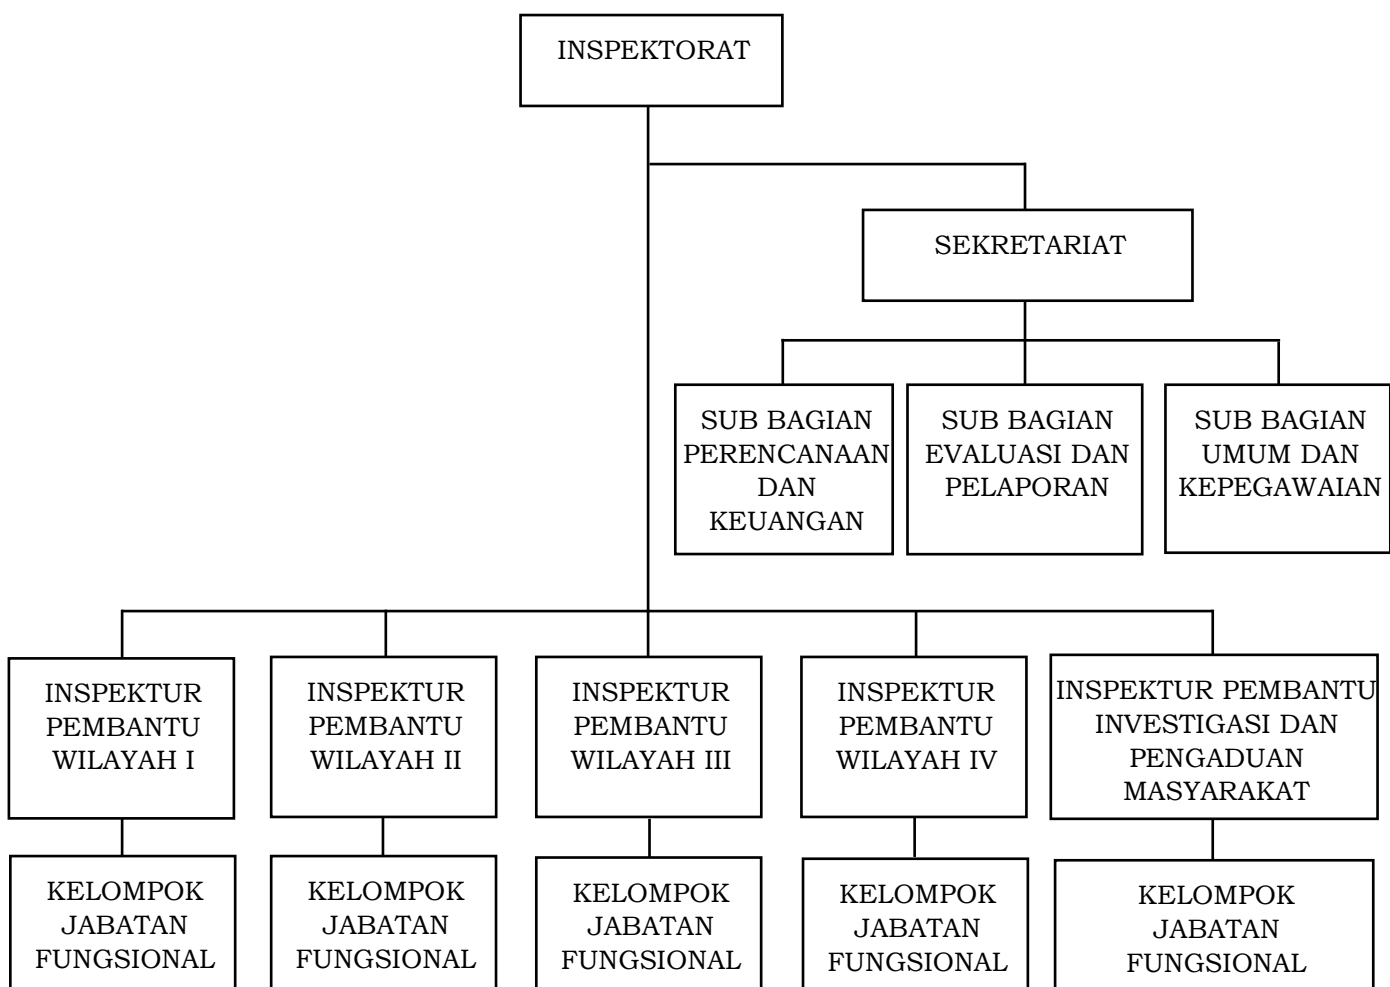 INSPEKTORAT
SEKRETARIAT
SUB BAGIAN
PERENCANAAN
DAN
KEUANGAN
SUB BAGIAN
EVALUASI DAN
PELAPORAN
SUB BAGIAN
UMUM DAN
KEPEGAWAIAN
INSPEKTUR
PEMBANTU
WILAYAH I
INSPEKTUR
PEMBANTU
WILAYAH II
INSPEKTUR
PEMBANTU
WILAYAH III
INSPEKTUR
PEMBANTU
WILAYAH IV
INSPEKTUR PEMBANTU
INVESTIGASI DAN
PENGADUAN
MASYARAKAT
KELOMPOK
JABATAN
FUNGSIONAL
KELOMPOK
JABATAN
FUNGSIONAL
KELOMPOK
JABATAN
FUNGSIONAL
KELOMPOK
JABATAN
FUNGSIONAL
KELOMPOK
JABATAN
FUNGSIONAL